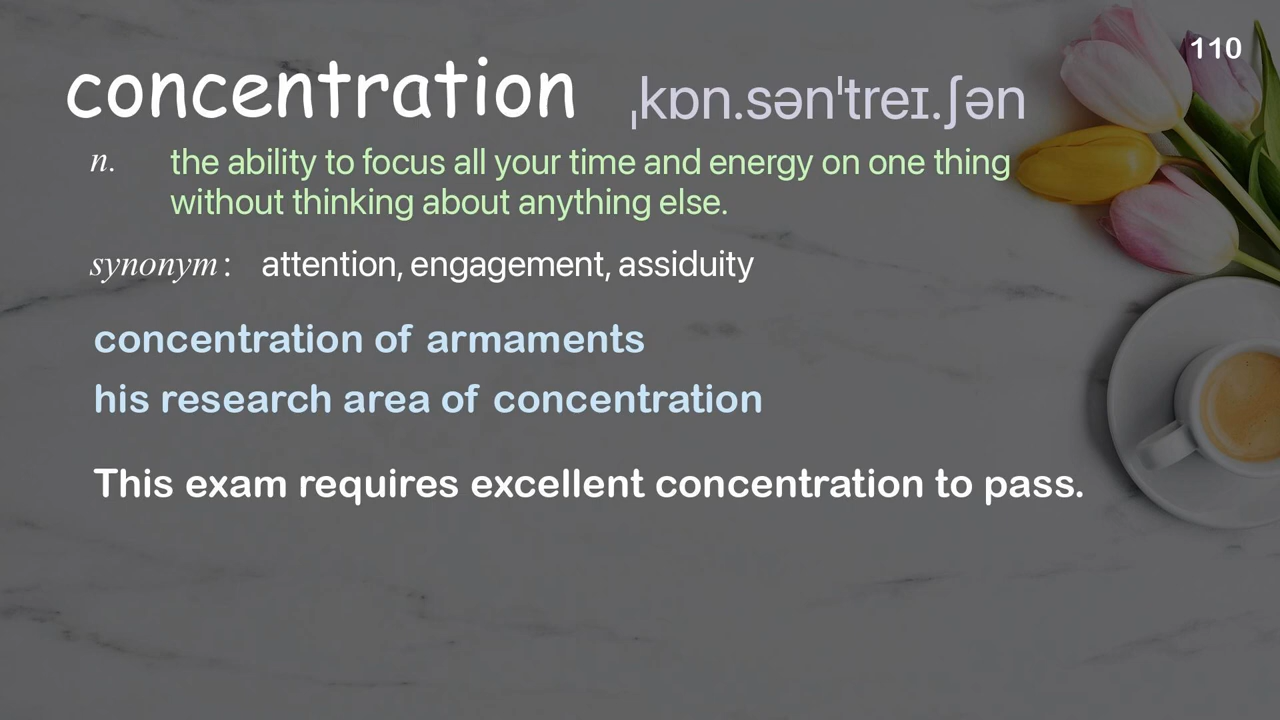 110
concentration ˌkɒn.sənˈtreɪ.ʃən
n. the ability to focus all your time and energy on one thing
without thinking about anything else.
synonym : attention, engagement, assiduity
concentration of armaments
his research area of concentration
This exam requires excellent concentration to pass.